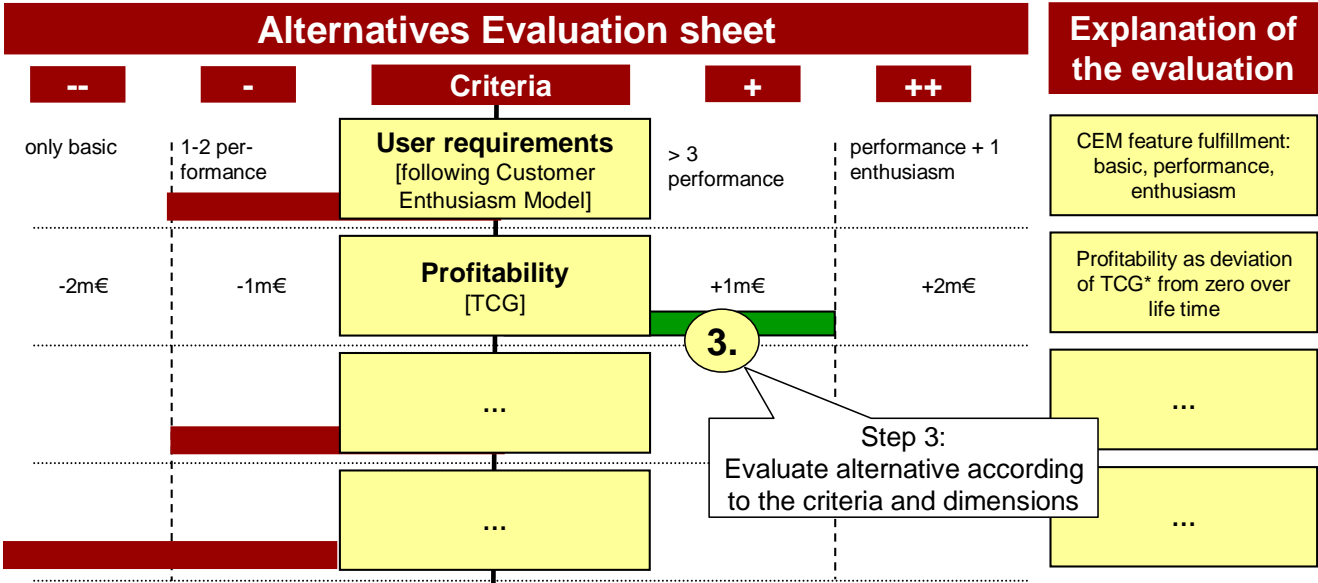 Alternatives Evaluation sheet
Explanation of
the evaluation
--
-
Criteria
+
++
only basic
1-2 per-
formance
User requirements
[following Customer
Enthusiasm Model]
> 3
performance
performance + 1
enthusiasm
CEM feature fulfillment:
basic, performance,
enthusiasm
-2m€
-1m€
Profitability
[TCG]
+1m€
+2m€
Profitability as deviation
of TCG* from zero over
life time
3.
...
...
Step 3:
Evaluate alternative according
to the criteria and dimensions
...
...